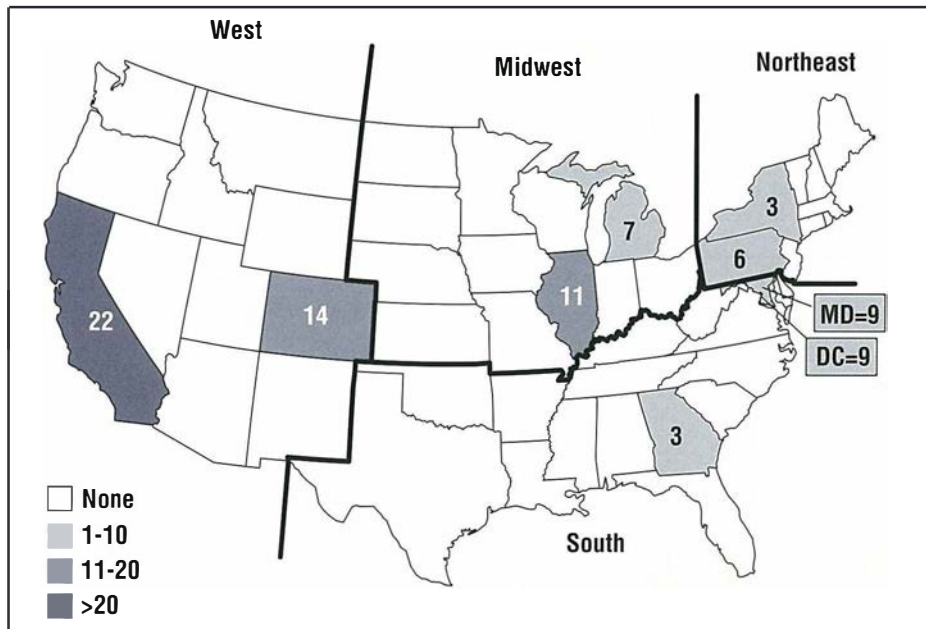 West
Midwest
Northeast
3
7
6
11
14
22
MD=9
DC=9
3
None
1-10
11-20
>20
South